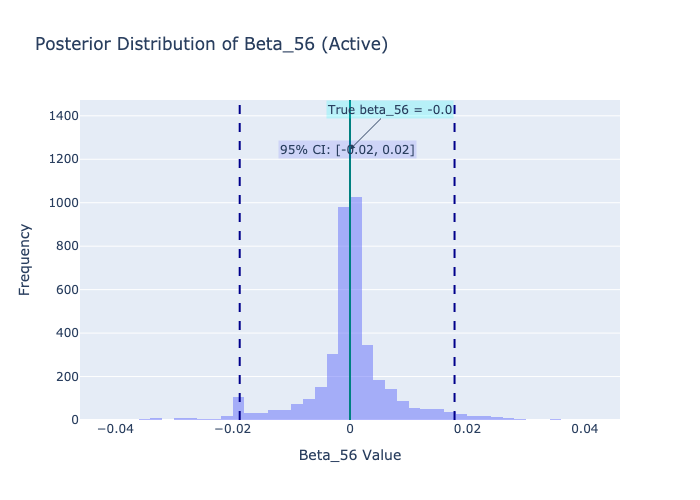 Posterior Distribution of Beta_56 (Active)
True beta_56 = -0.0
95% CI: [-0.02, 0.02]
1400
1200
1000
800
600
400
200
0
Frequency
−0.04
−0.02
0
0.02
0.04
Beta_56 Value